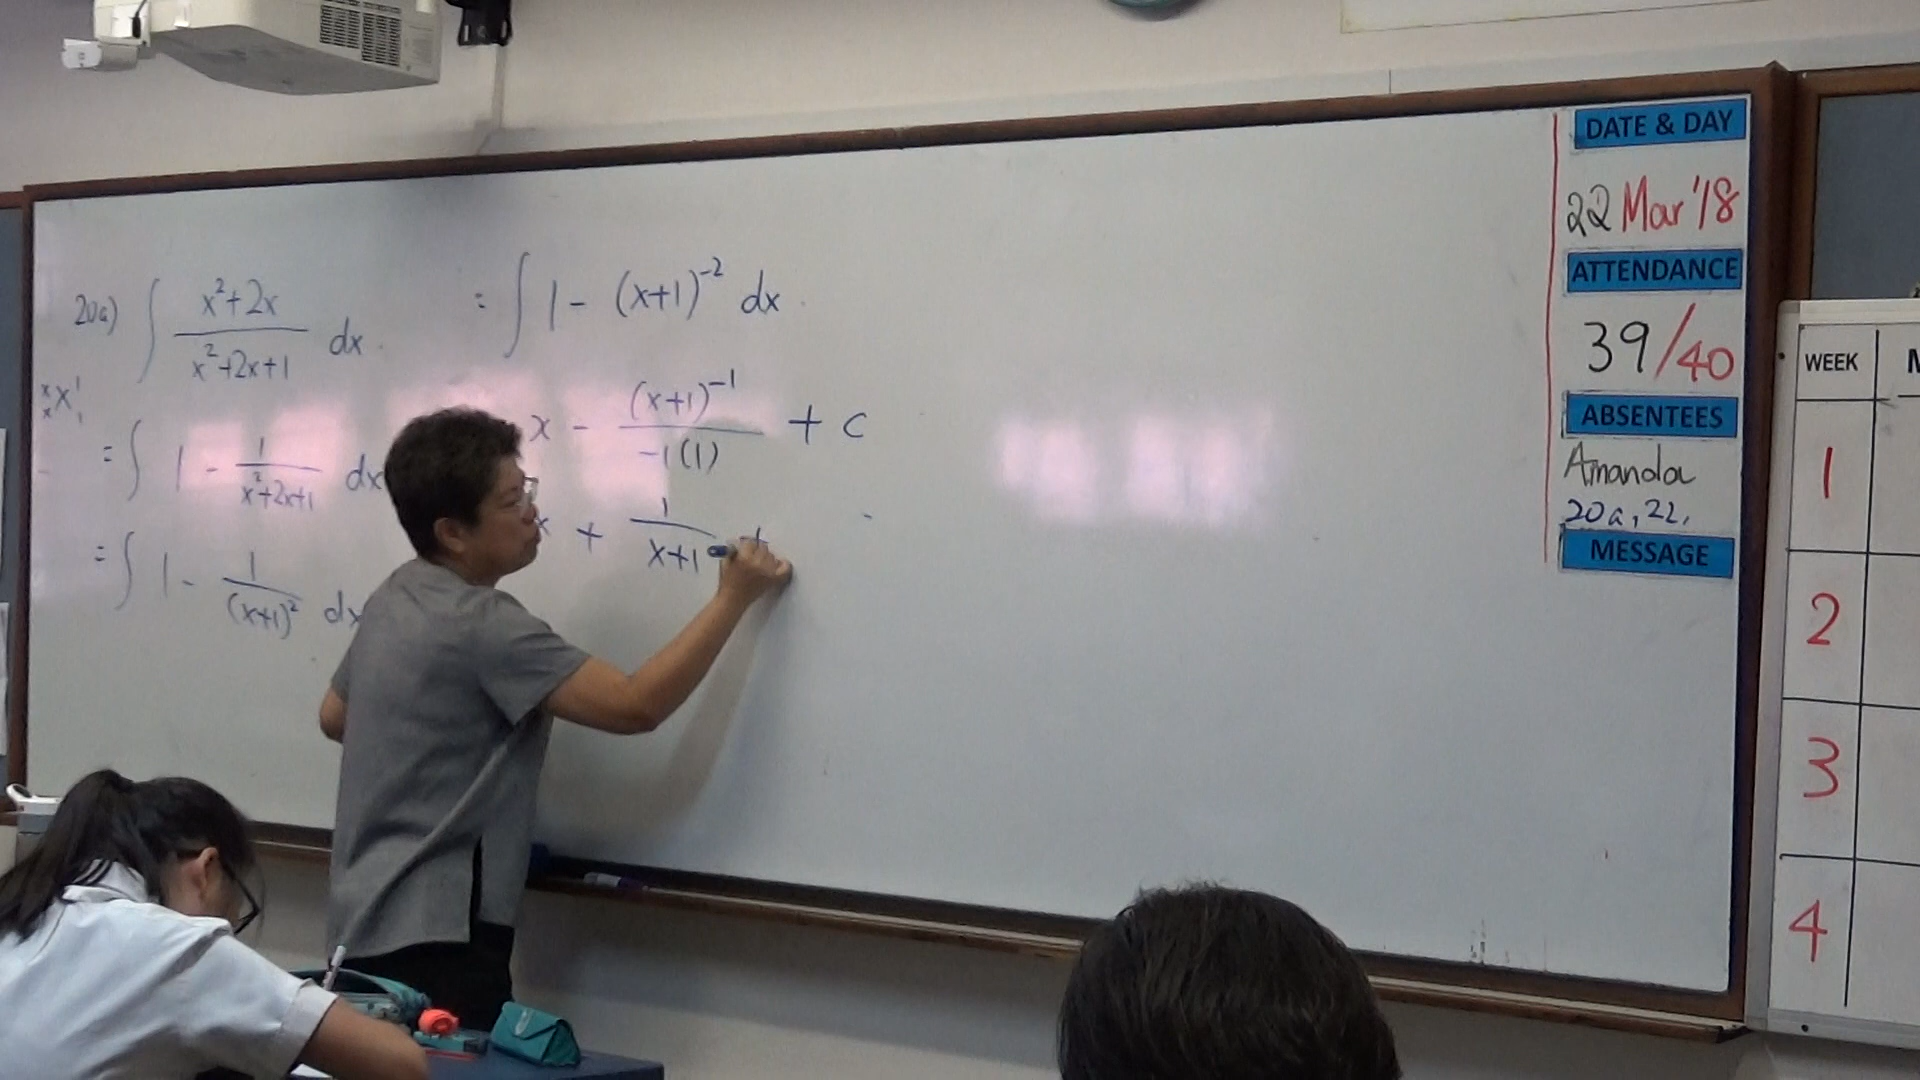 20a) ∫ x²+2x / x²+2x+1 dx
= ∫ 1 - 1 / x²+2x+1 dx
= ∫ 1 - 1 / (x+1)² dx
= ∫ 1 - (x+1)⁻² dx
x - (x+1)⁻¹ / -1(1) + c
x + 1 / x+1 +
DATE & DAY
22 Mar '18
ATTENDANCE
39/40
ABSENTEES
Amanda
20a, 22,
MESSAGE
WEEK
1
2
3
4